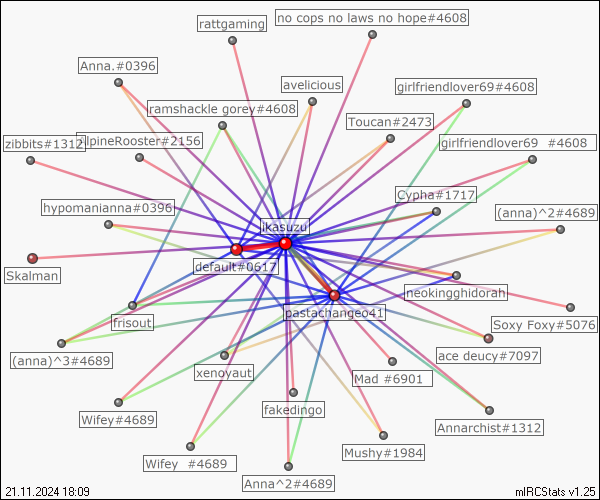 rattgaming
no cops no laws no hope#4608
Anna.#0396
avelicious
girlfriendlover69#4608
ramshackle gorey#4608
Toucan#2473
zibbits#1312
lpineRooster#2156
girlfriendlover69 #4608
Cypha#1717
hypomanianna#0396
(anna)^2#4689
ikasuzu
default#0617
Skalman
neokingghidorah
pastachangeo41
frisout
Soxy Foxy#5076
(anna)^3#4689
ace deucy#7097
xenoyaut
Mad #6901
fakedingo
Wifey#4689
Annarchist#1312
Mushy#1984
Wifey #4689
Anna^2#4689
21.11.2024 18:09
mIRCStats v1.25